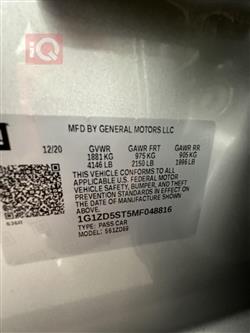 iQ
MFD BY GENERAL MOTORS LLC
12/20 GVWR GAWR FRT GAWR RR
1881 KG 975 KG 905 KG
4146 LB 2150 LB 1996 LB
THIS VEHICLE CONFORMS TO ALL
APPLICABLE U.S. FEDERAL MOTOR
VEHICLE SAFETY, BUMPER, AND THEFT
PREVENTION STANDARDS IN EFFECT ON
THE DATE OF MANUFACTURE SHOWN ABOVE.
1G1ZD5ST5MF048816
TYPE: PASS CAR
MODEL: S61ZD69